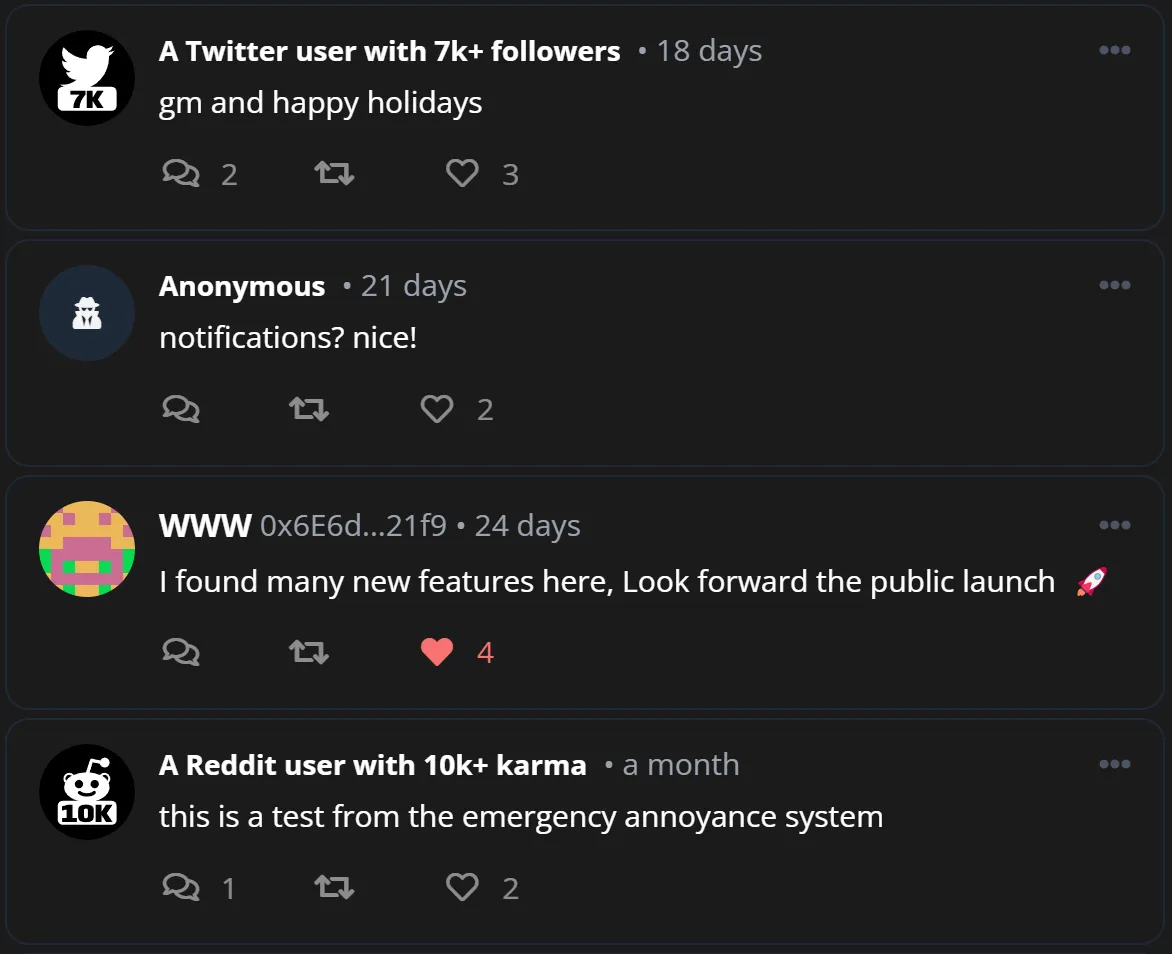 7K
A Twitter user with 7k+ followers • 18 days
gm and happy holidays
2 3
Anonymous • 21 days
notifications? nice!
2
WWW 0x6E6d...21f9 • 24 days
I found many new features here, Look forward the public launch 🚀
4
10K
A Reddit user with 10k+ karma • a month
this is a test from the emergency annoyance system
1 2